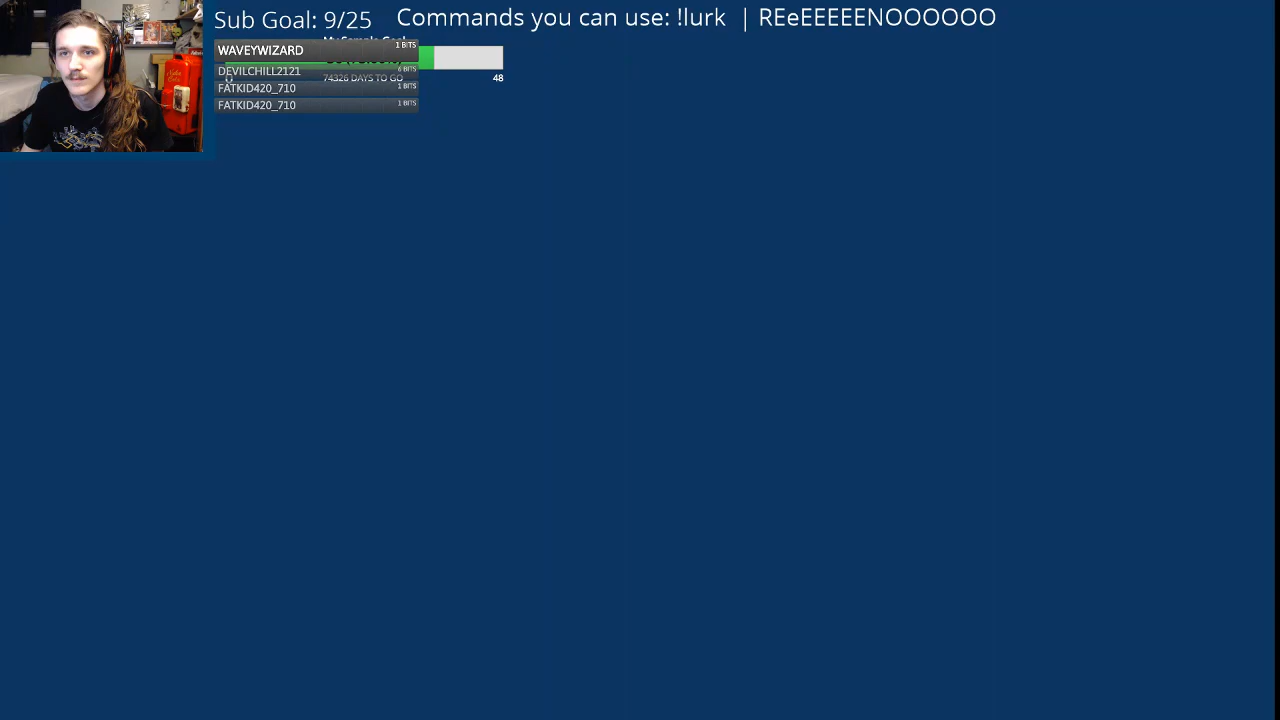 Sub Goal: 9/25
Commands you can use: !lurk | REeEEEEENOOOOOO
WAVEYWIZARD 1 BITS
DEVILCHILL2121 6 BITS
74326 DAYS TO GO
48
FATKID420_710 1 BITS
FATKID420_710 1 BITS